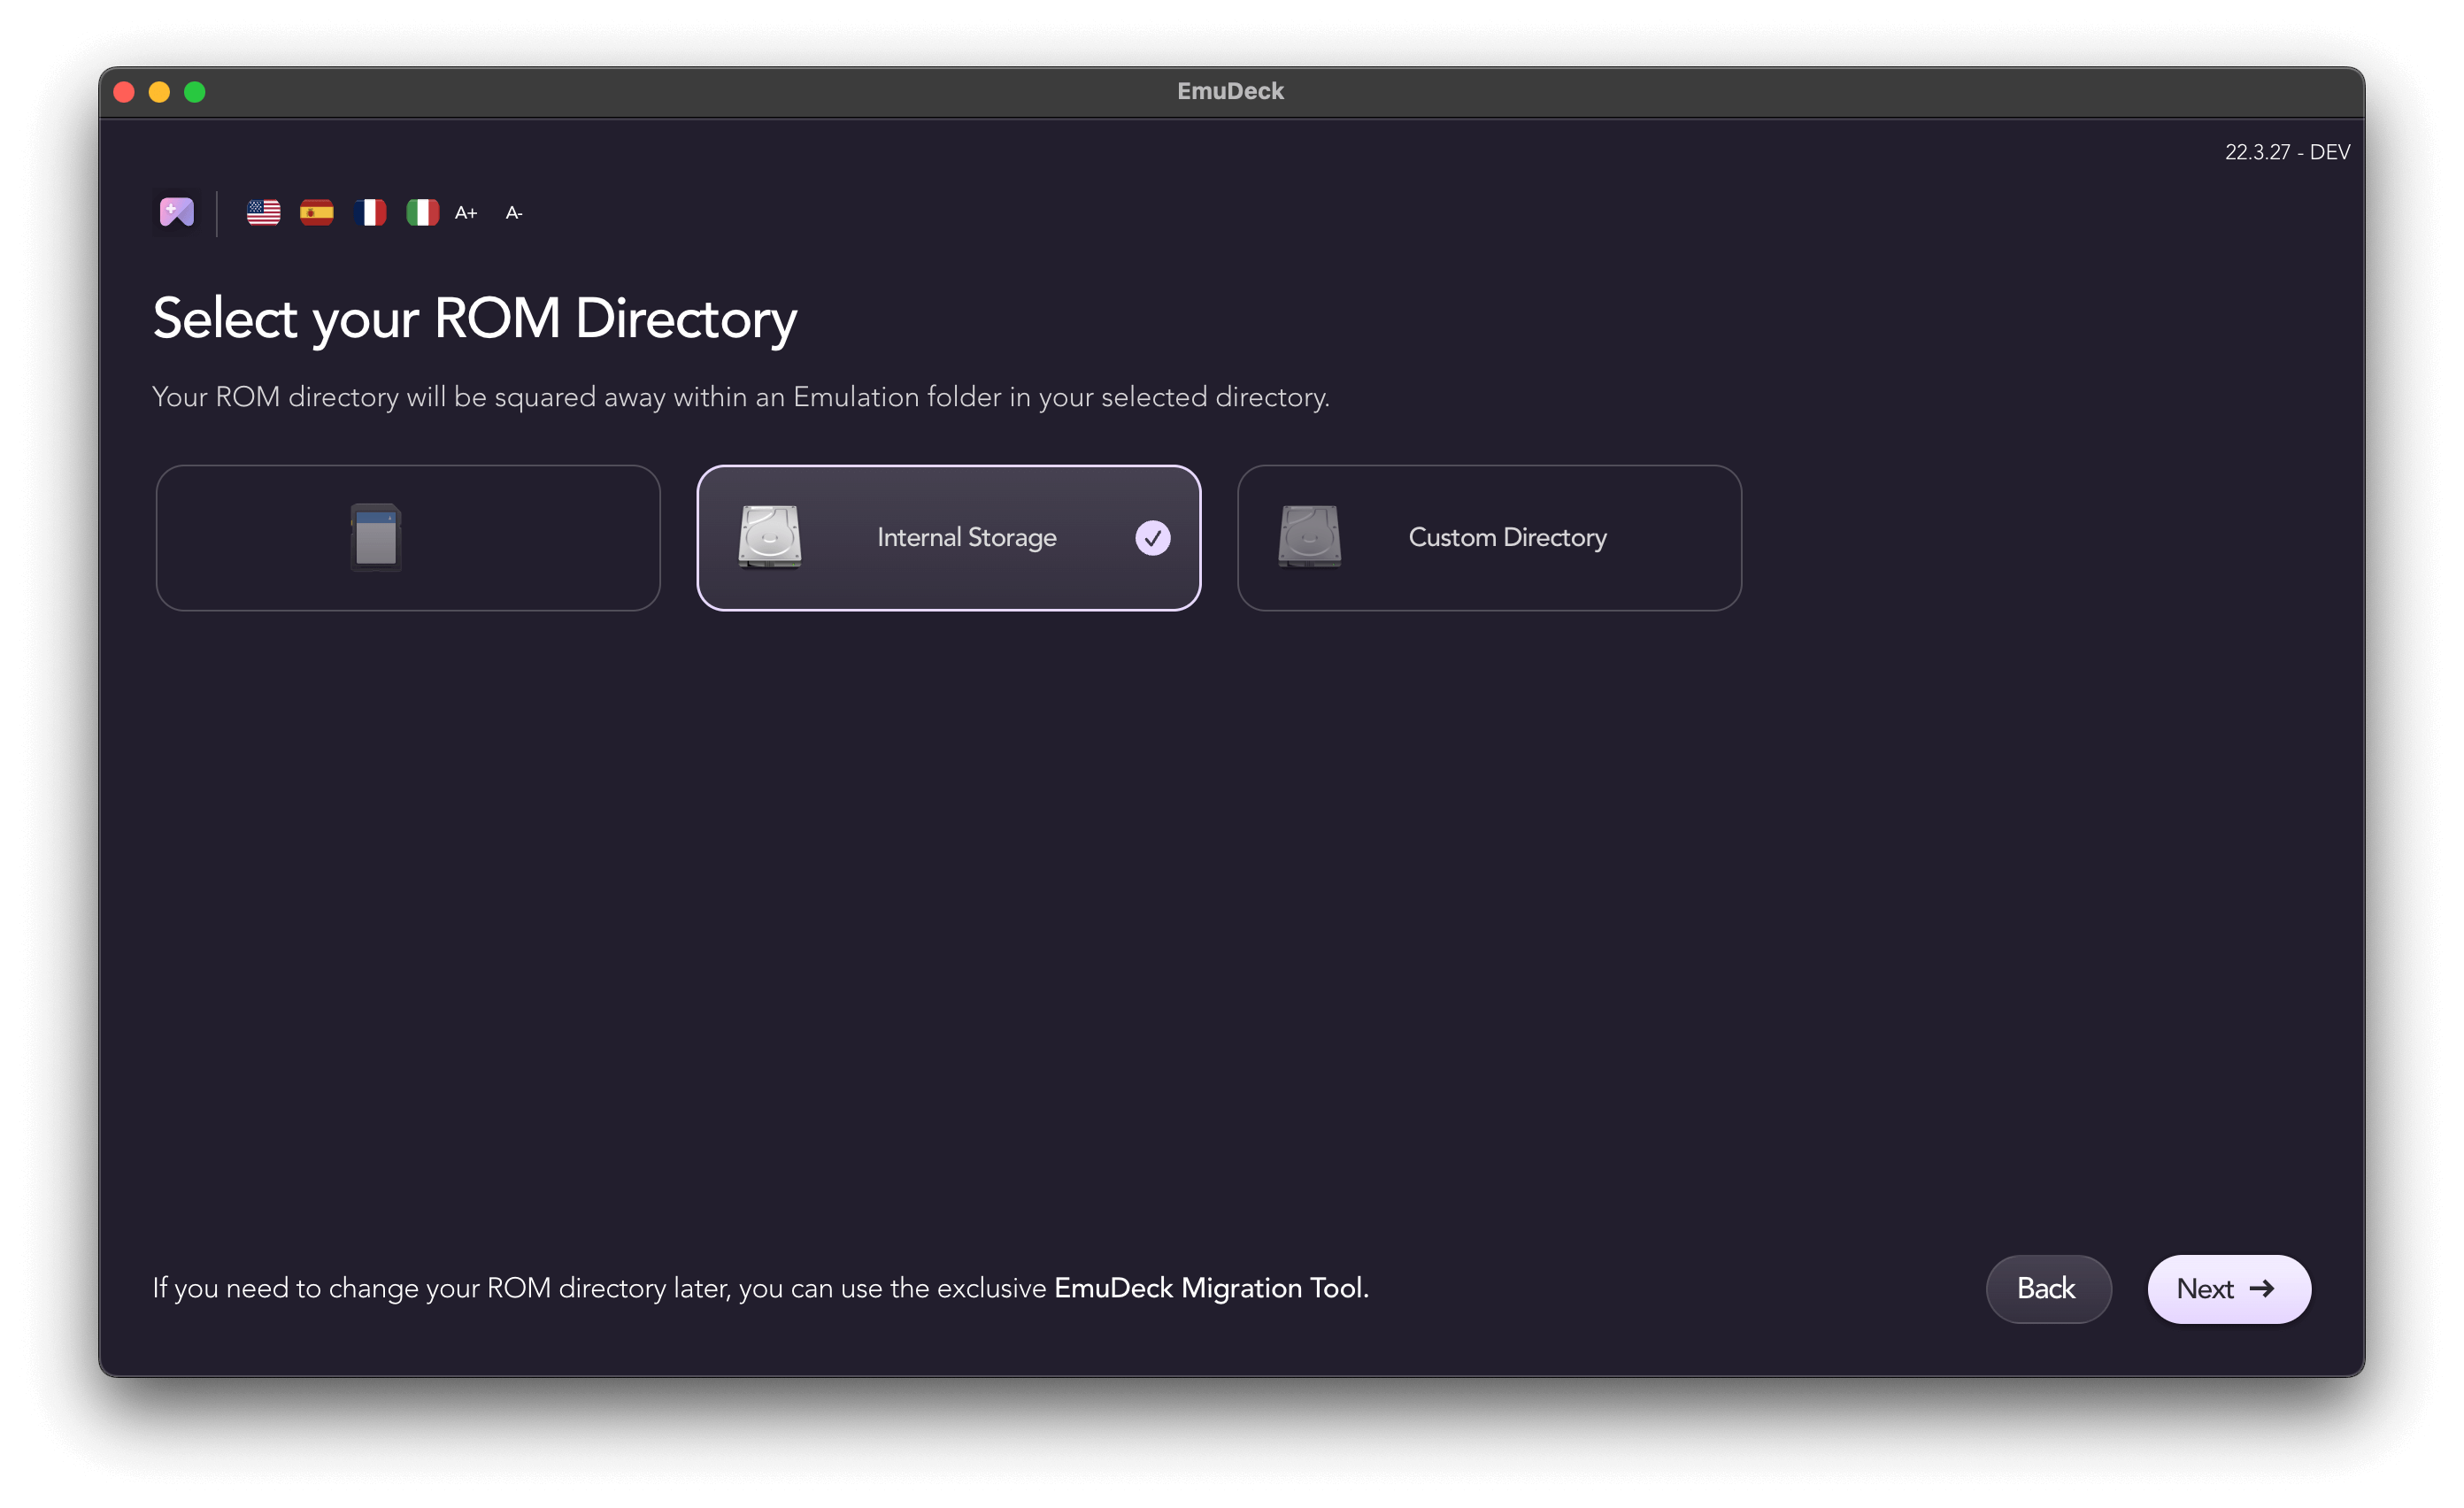 EmuDeck
22.3.27 - DEV
A+ A-
Select your ROM Directory
Your ROM directory will be squared away within an Emulation folder in your selected directory.
Internal Storage
Custom Directory
If you need to change your ROM directory later, you can use the exclusive EmuDeck Migration Tool.
Back
Next →